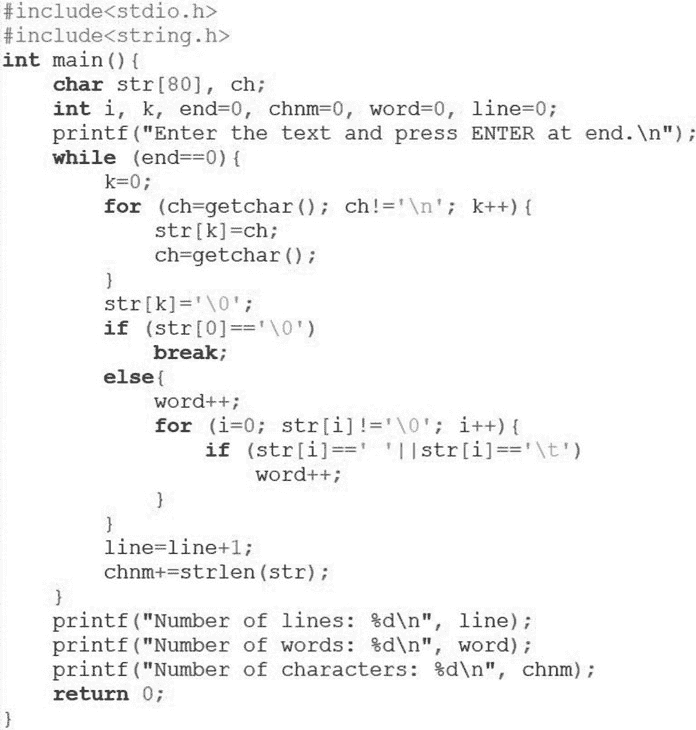 #include<stdio.h>
#include<string.h>
int main(){
    char str[80], ch;
    int i, k, end=0, chnm=0, word=0, line=0;
    printf("Enter the text and press ENTER at end.\n");
    while (end==0){
        k=0;
        for (ch=getchar(); ch!='\n'; k++){
            str[k]=ch;
            ch=getchar();
        }
        str[k]='\0';
        if (str[0]=='\0')
            break;
        else{
            word++;
            for (i=0; str[i]!='\0'; i++){
                if (str[i]==' '||str[i]=='\t')
                    word++;
            }
        }
        line=line+1;
        chnm+=strlen(str);
    }
    printf("Number of lines: %d\n", line);
    printf("Number of words: %d\n", word);
    printf("Number of characters: %d\n", chnm);
    return 0;
}